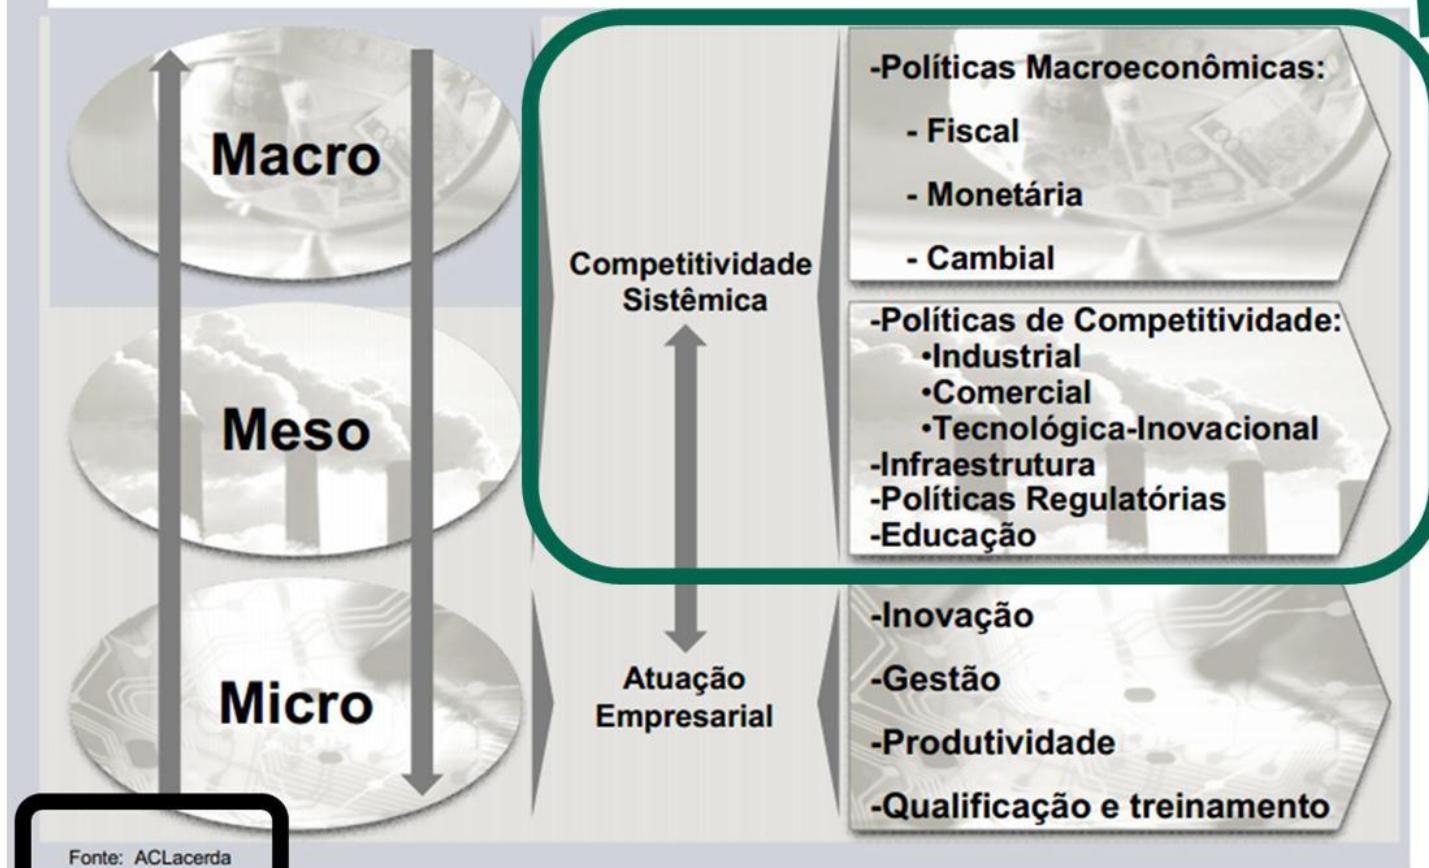 Macro
Meso
Micro
Competitividade
Sistêmica
Atuação
Empresarial
-Políticas Macroeconômicas:
- Fiscal
- Monetária
- Cambial
-Políticas de Competitividade:
•Industrial
•Comercial
•Tecnológica-Inovacional
-Infraestrutura
-Políticas Regulatórias
-Educação
-Inovação
-Gestão
-Produtividade
-Qualificação e treinamento
Fonte: ACLacerda